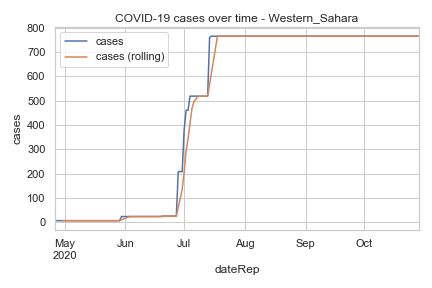 COVID-19 cases over time - Western_Sahara
cases
cases (rolling)
800
700
600
500
400
300
200
100
0
cases
May
2020
Jun
Jul
Aug
Sep
Oct
dateRep